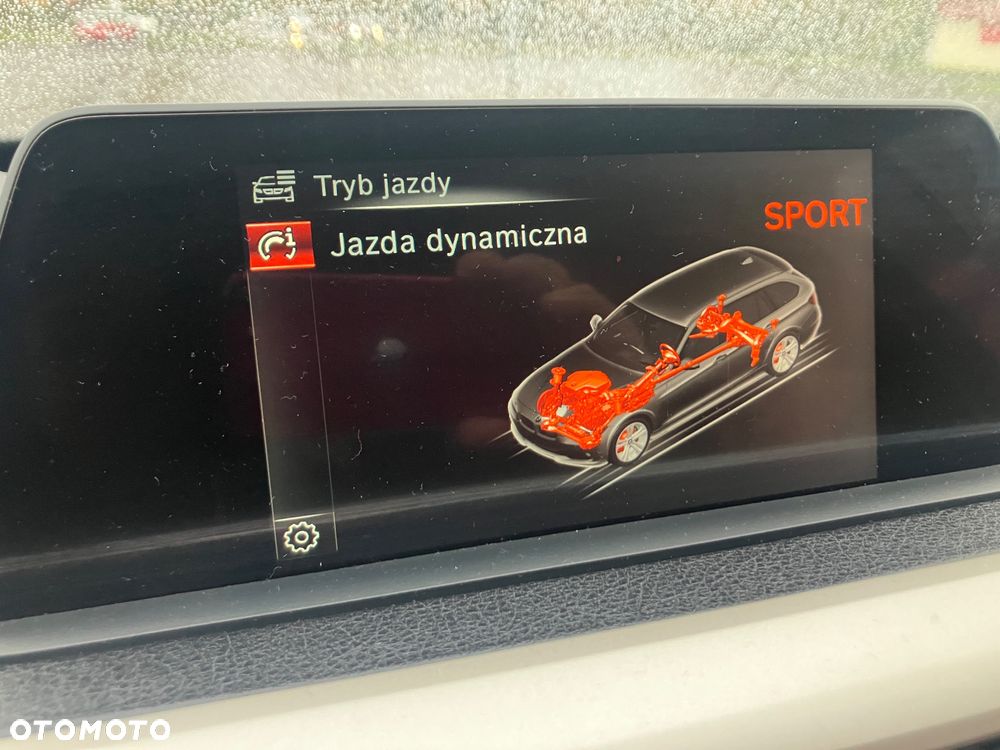 Tryb jazdy
SPORT
Jazda dynamiczna
OTOMOTO